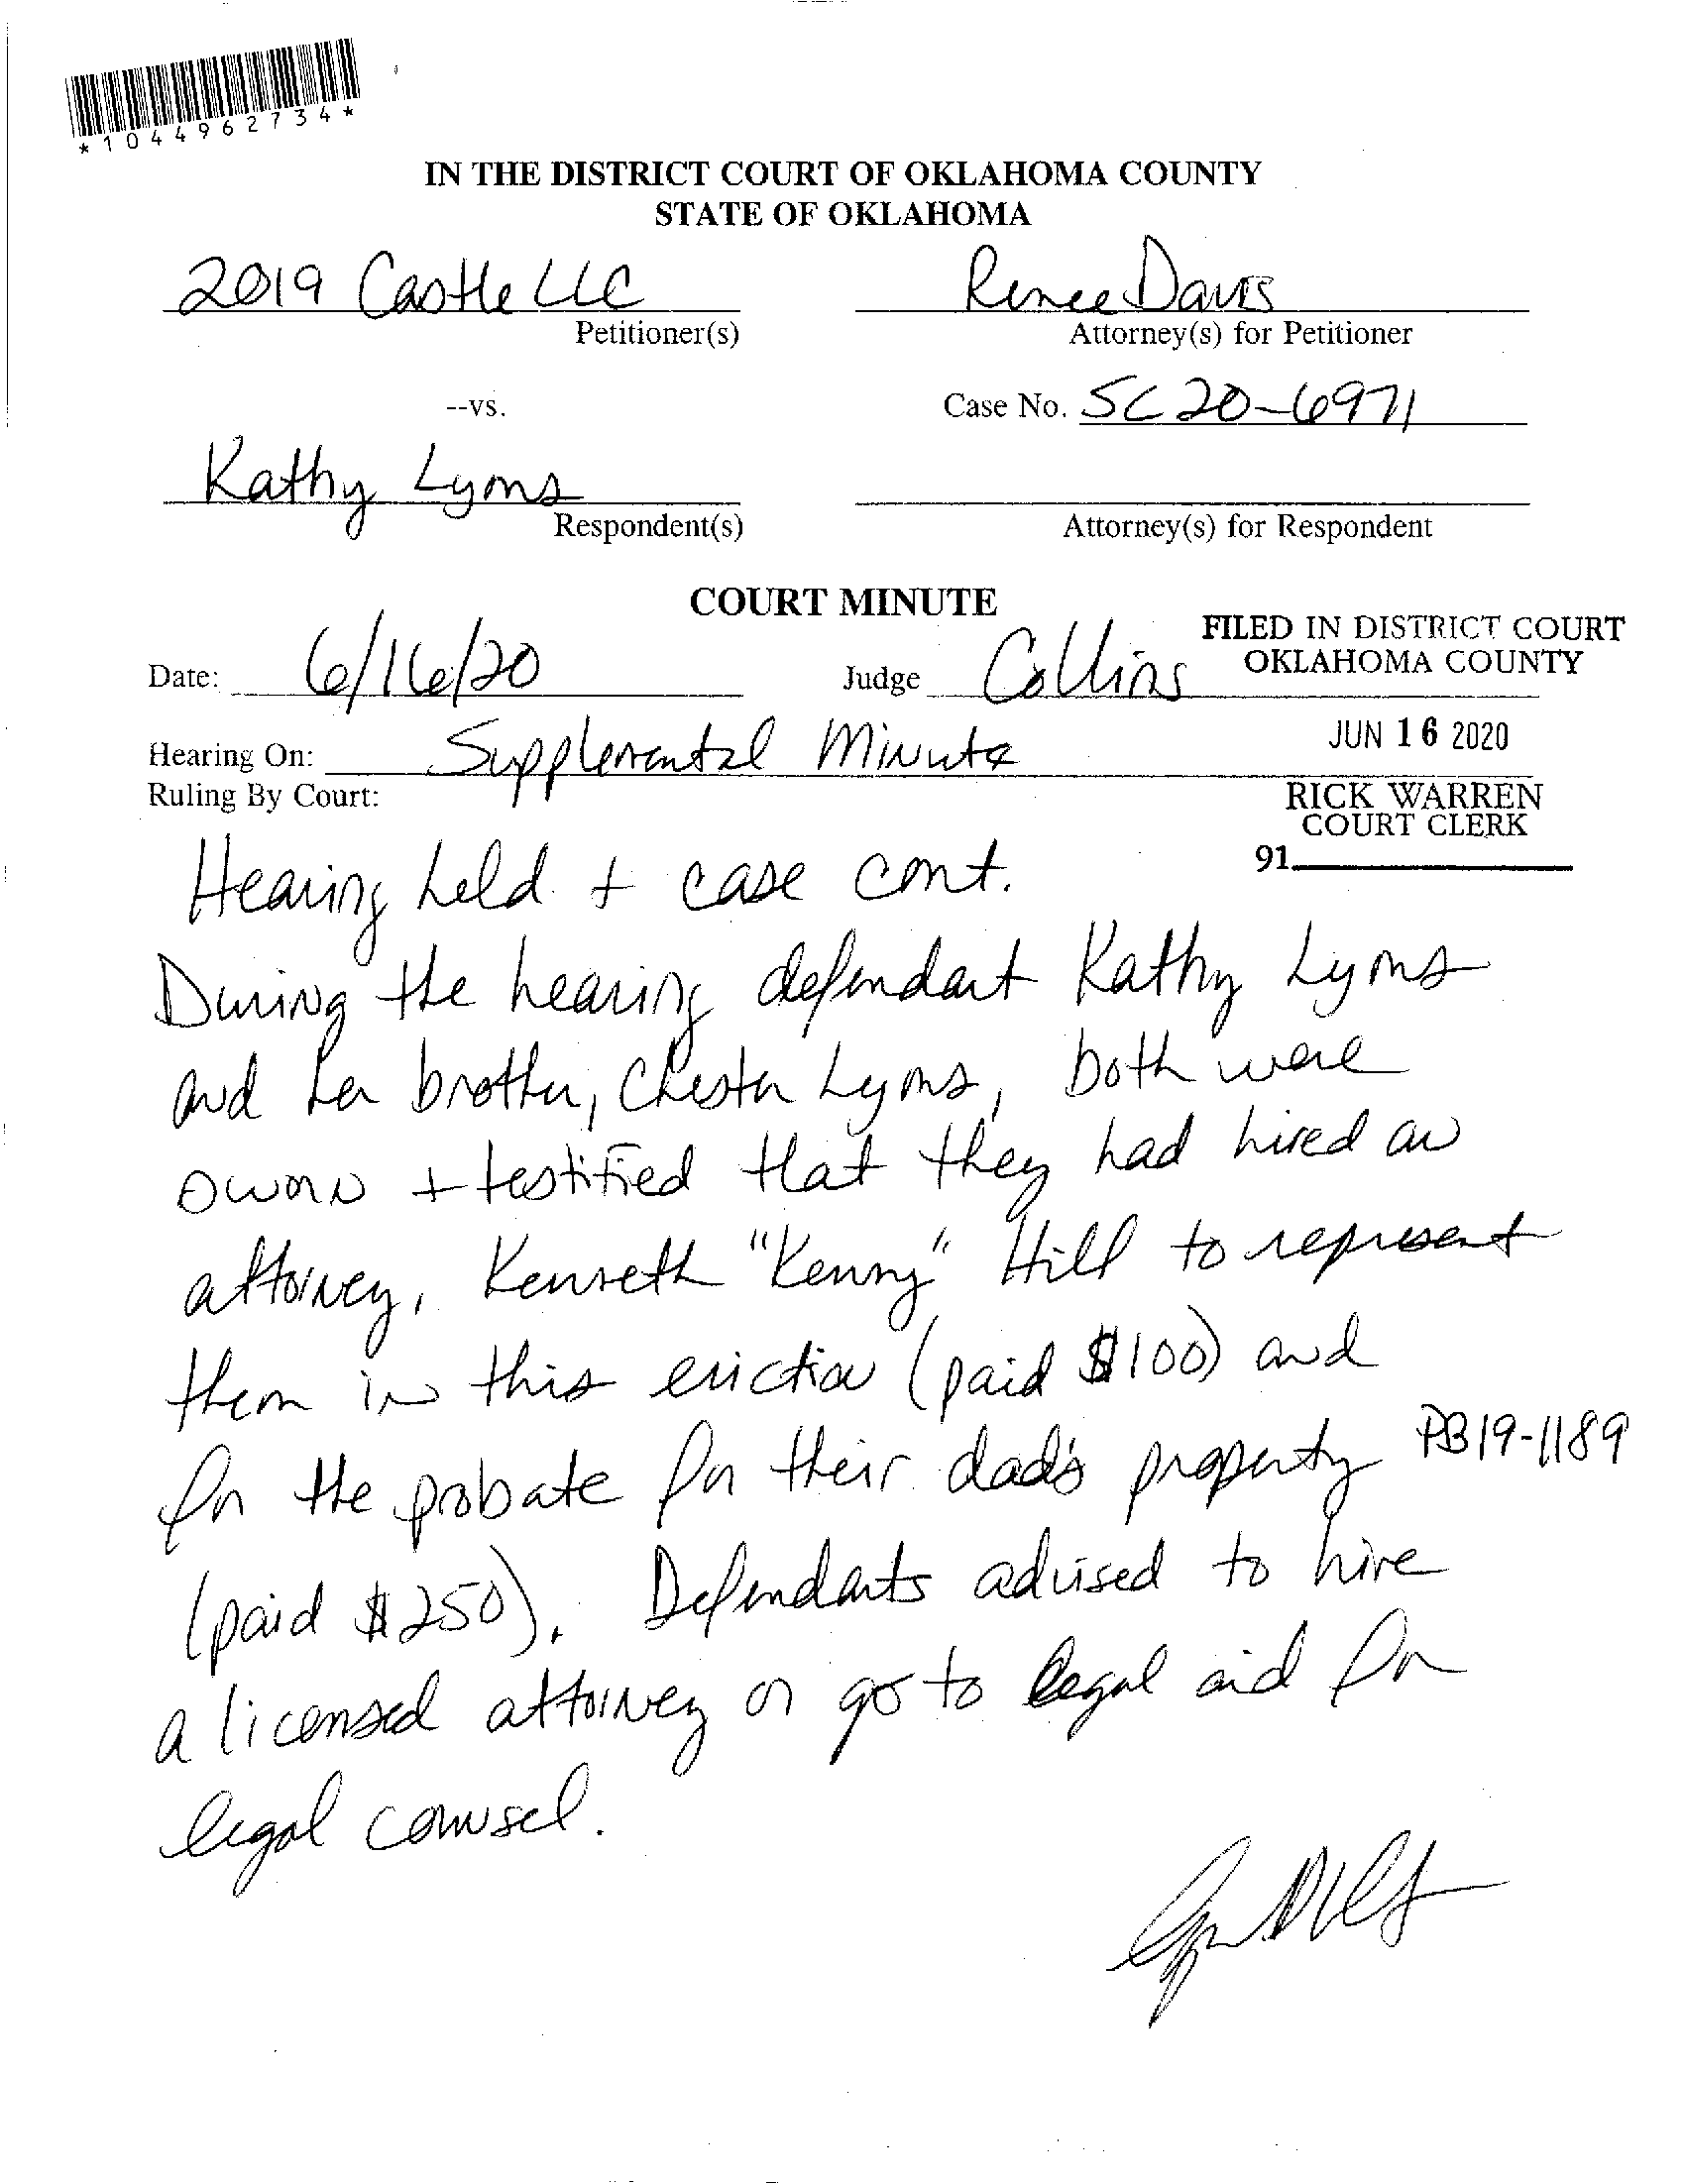 *1044962734*
IN THE DISTRICT COURT OF OKLAHOMA COUNTY
STATE OF OKLAHOMA
2019 Castle LLC
Renee Davis
Petitioner(s)
Attorney(s) for Petitioner
--vs.
Case No. SC 20-6971
Kathy Lyons
Respondent(s)
Attorney(s) for Respondent
COURT MINUTE
FILED IN DISTRICT COURT
OKLAHOMA COUNTY
Date: 6/16/20
Judge Collins
JUN 16 2020
Hearing On: Supplemental Minute
Ruling By Court:
RICK WARREN
COURT CLERK
91
Hearing held + case cont.
During the hearing defendant Kathy Lyons
and her brother, Chester Lyons, both were
sworn + testified that they had hired an
attorney, Kenneth "Kenny" Hill to represent
them in this eviction (paid $100) and
for the probate for their dad's property PB19-1189
(paid $250). Defendants advised to hire
a licensed attorney or go to legal aid for
legal counsel.